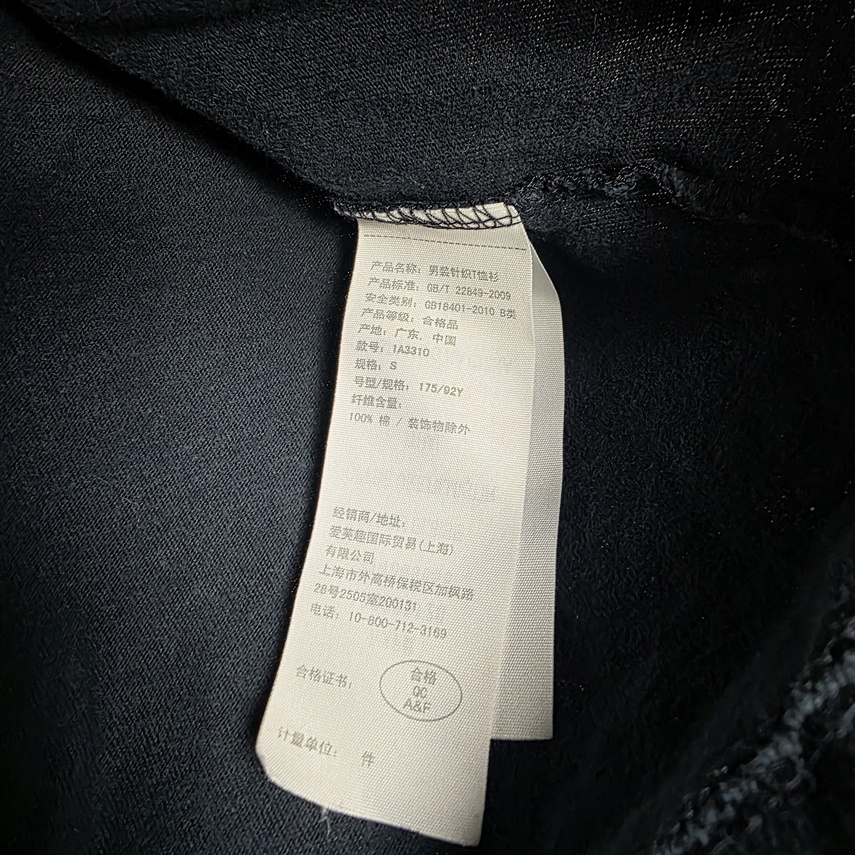 产品名称：男装针织T恤衫
产品标准：GB/T 22849-2009
安全类别：GB18401-2010 B类
产品等级：合格品
产地：广东，中国
款号：1A3310
规格：S
号型/规格：175/92Y
纤维含量：
100% 棉 / 装饰物除外
经销商/地址：
爱芙趣国际贸易(上海)
有限公司
上海市外高桥保税区加枫路
28号2505室200131
电话：10-800-712-3169
合格证书：
合格
QC
A&F
计量单位： 件